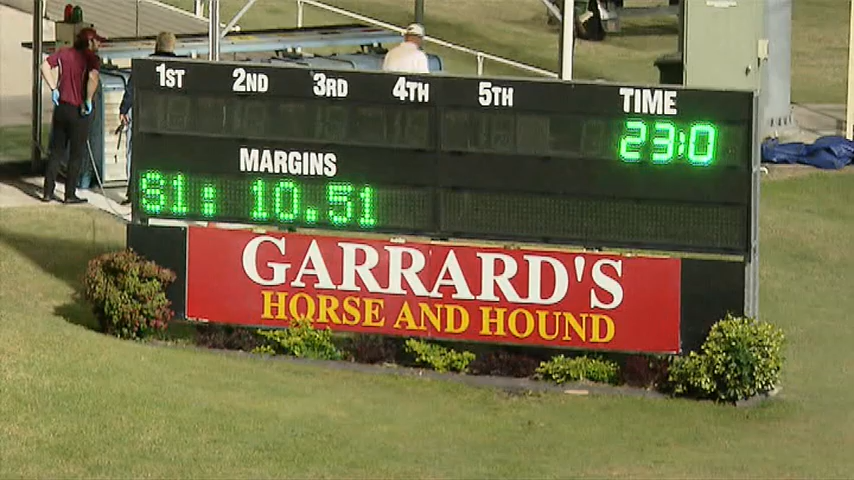 1ST 2ND 3RD 4TH 5TH TIME
23:0
MARGINS
S1: 10.51
GARRARD'S
HORSE AND HOUND